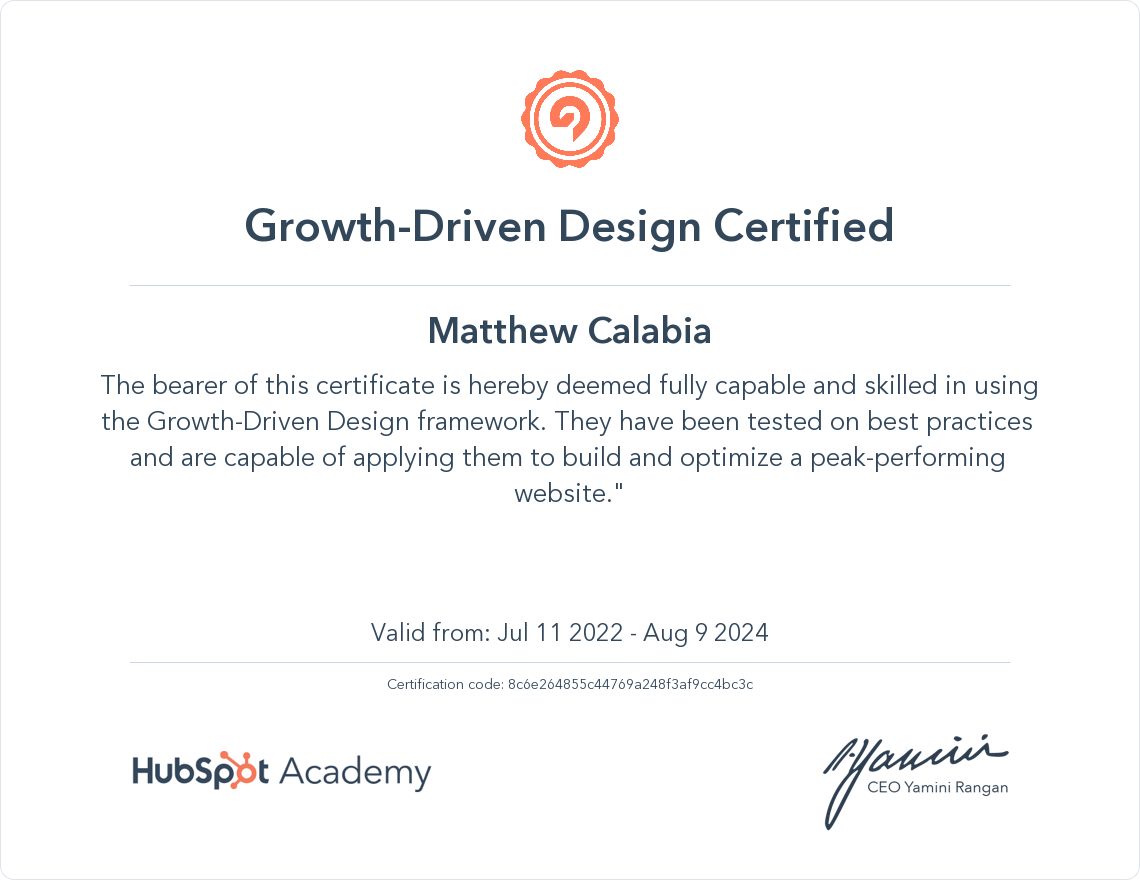 Growth-Driven Design Certified
Matthew Calabia
The bearer of this certificate is hereby deemed fully capable and skilled in using
the Growth-Driven Design framework. They have been tested on best practices
and are capable of applying them to build and optimize a peak-performing
website."
Valid from: Jul 11 2022 - Aug 9 2024
Certification code: 8c6e264855c44769a248f3af9cc4bc3c
HubSpot Academy
Yamini
CEO Yamini Rangan